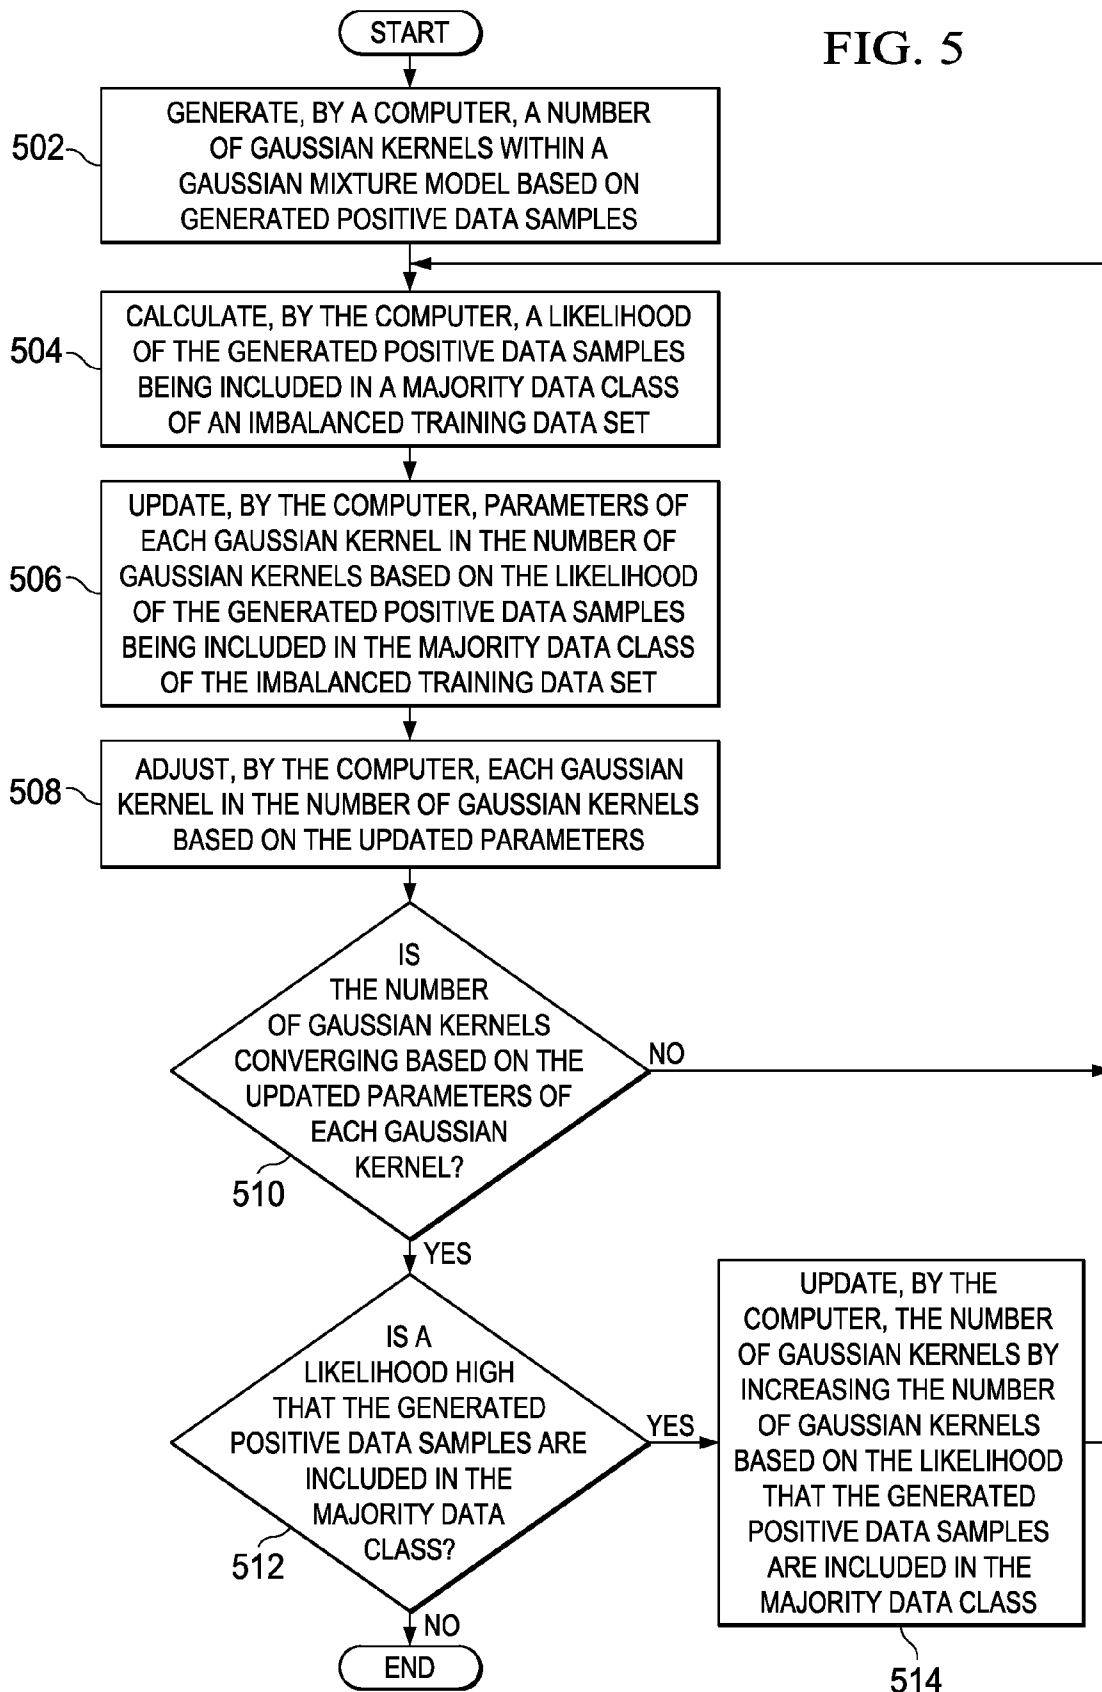 START
FIG. 5
502
GENERATE, BY A COMPUTER, A NUMBER
OF GAUSSIAN KERNELS WITHIN A
GAUSSIAN MIXTURE MODEL BASED ON
GENERATED POSITIVE DATA SAMPLES
504
CALCULATE, BY THE COMPUTER, A LIKELIHOOD
OF THE GENERATED POSITIVE DATA SAMPLES
BEING INCLUDED IN A MAJORITY DATA CLASS
OF AN IMBALANCED TRAINING DATA SET
506
UPDATE, BY THE COMPUTER, PARAMETERS OF
EACH GAUSSIAN KERNEL IN THE NUMBER OF
GAUSSIAN KERNELS BASED ON THE LIKELIHOOD
OF THE GENERATED POSITIVE DATA SAMPLES
BEING INCLUDED IN THE MAJORITY DATA CLASS
OF THE IMBALANCED TRAINING DATA SET
508
ADJUST, BY THE COMPUTER, EACH GAUSSIAN
KERNEL IN THE NUMBER OF GAUSSIAN KERNELS
BASED ON THE UPDATED PARAMETERS
IS
THE NUMBER
OF GAUSSIAN KERNELS
CONVERGING BASED ON THE
UPDATED PARAMETERS OF
EACH GAUSSIAN
KERNEL?
510
NO
YES
IS A
LIKELIHOOD HIGH
THAT THE GENERATED
POSITIVE DATA SAMPLES ARE
INCLUDED IN THE
MAJORITY DATA
CLASS?
512
YES
NO
UPDATE, BY THE
COMPUTER, THE NUMBER
OF GAUSSIAN KERNELS BY
INCREASING THE NUMBER
OF GAUSSIAN KERNELS
BASED ON THE LIKELIHOOD
THAT THE GENERATED
POSITIVE DATA SAMPLES
ARE INCLUDED IN THE
MAJORITY DATA CLASS
514
END